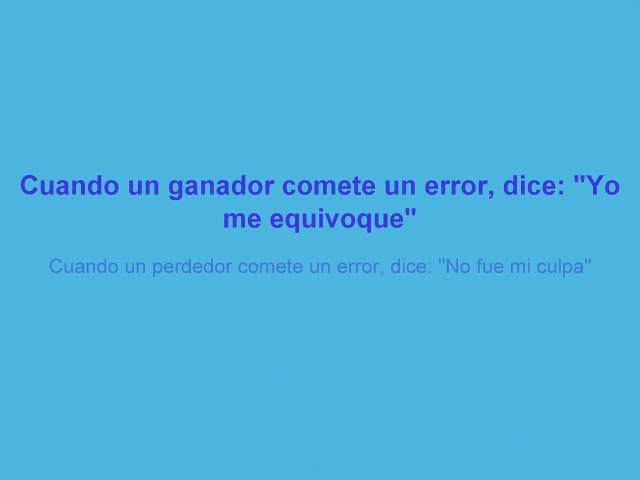 Cuando un ganador comete un error, dice: "Yo
me equivoque"
Cuando un perdedor comete un error, dice: "No fue mi culpa"